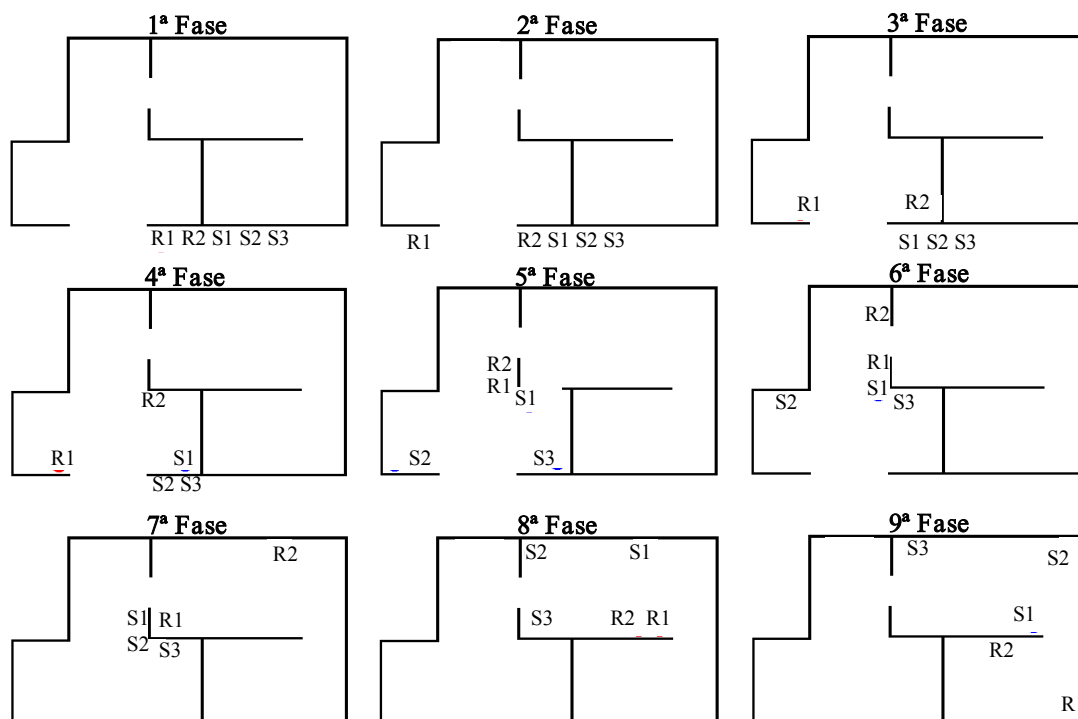 1ª Fase
2ª Fase
3ª Fase
R1 R2 S1 S2 S3
R1
R2 S1 S2 S3
R1
R2
S1 S2 S3
4ª Fase
5ª Fase
6ª Fase
R2
R1
S1
S2 S3
R2
R1
S1
S2
S3
R2
R1
S1
S2
S3
7ª Fase
8ª Fase
9ª Fase
R2
S1 R1
S2 S3
S2
S1
S3
R2 R1
S3
S2
S1
R2
R